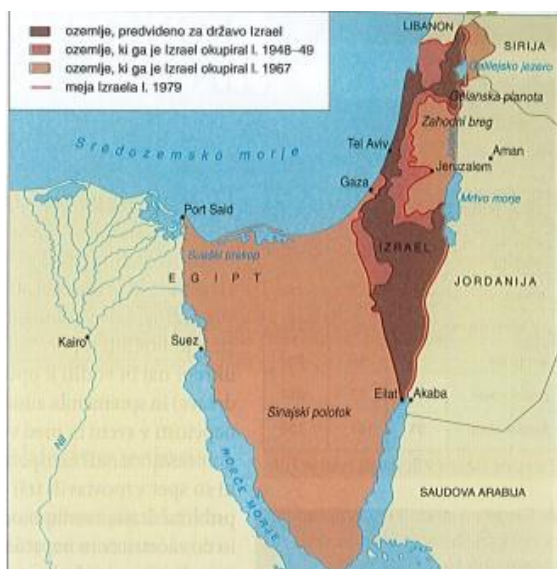 ozemlje, predvideno za državo Izrael
ozemlje, ki ga je Izrael okupiral l. 1948–49
ozemlje, ki ga je Izrael okupiral l. 1967
meja Izraela l. 1979
LIBANON
SIRIJA
Galilejsko jezero
Golanska planota
Zahodni breg
Sredozemsko morje
Tel Aviv
Aman
Jeruzalem
Gaza
Mrtvo morje
Port Said
IZRAEL
Sueški prekop
EGIPT
JORDANIJA
Kairo
Suez
Sinajski polotok
Eilat
Akaba
Nil
RDEČE MORJE
SAUDOVA ARABIJA